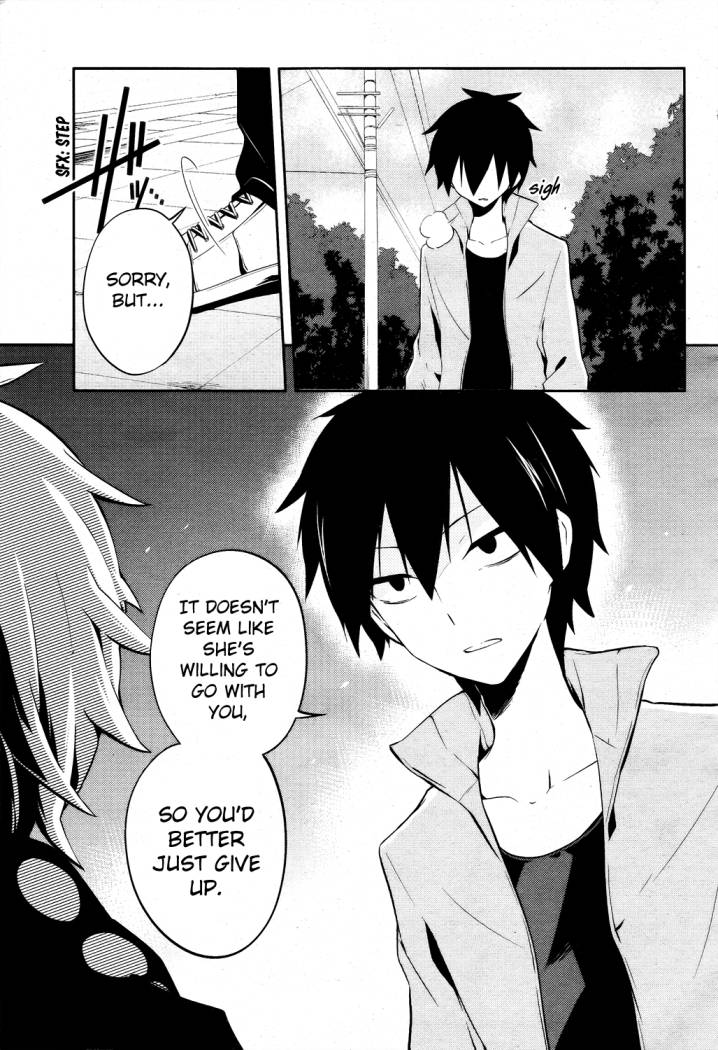 sigh
SFX: STEP
SORRY,
BUT...
IT DOESN'T
SEEM LIKE
SHE'S
WILLING TO
GO WITH
YOU,
SO YOU'D
BETTER
JUST GIVE
UP.